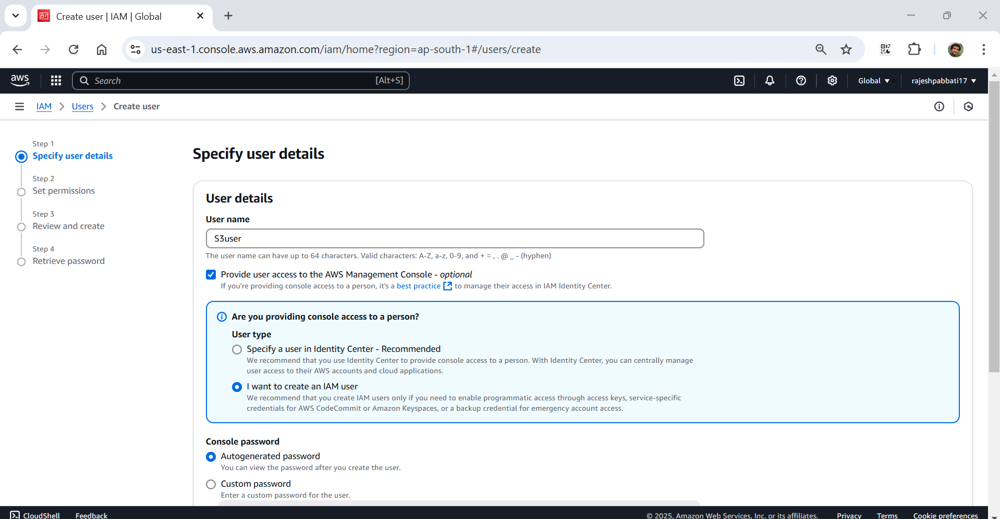 Create user | IAM | Global
us-east-1.console.aws.amazon.com/iam/home?region=ap-south-1#/users/create
aws
Search
[Alt+S]
Global
rajeshpabbati17
IAM
Users
Create user
Step 1
Specify user details
Step 2
Set permissions
Step 3
Review and create
Step 4
Retrieve password
Specify user details
User details
User name
S3user
The user name can have up to 64 characters. Valid characters: A-Z, a-z, 0-9, and + = , . @ _ - (hyphen)
Provide user access to the AWS Management Console - optional
If you're providing console access to a person, it's a best practice to manage their access in IAM Identity Center.
Are you providing console access to a person?
User type
Specify a user in Identity Center - Recommended
We recommend that you use Identity Center to provide console access to a person. With Identity Center, you can centrally manage
user access to their AWS accounts and cloud applications.
I want to create an IAM user
We recommend that you create IAM users only if you need to enable programmatic access through access keys, service-specific
credentials for AWS CodeCommit or Amazon Keyspaces, or a backup credential for emergency account access.
Console password
Autogenerated password
You can view the password after you create the user.
Custom password
Enter a custom password for the user.
CloudShell
Feedback
© 2025, Amazon Web Services, Inc. or its affiliates.
Privacy
Terms
Cookie preferences